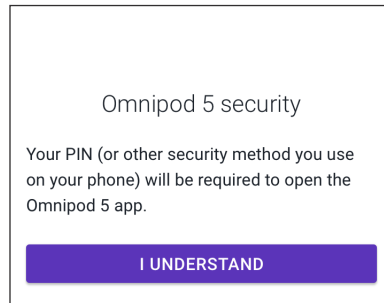 Omnipod 5 security
Your PIN (or other security method you use
on your phone) will be required to open the
Omnipod 5 app.
I UNDERSTAND